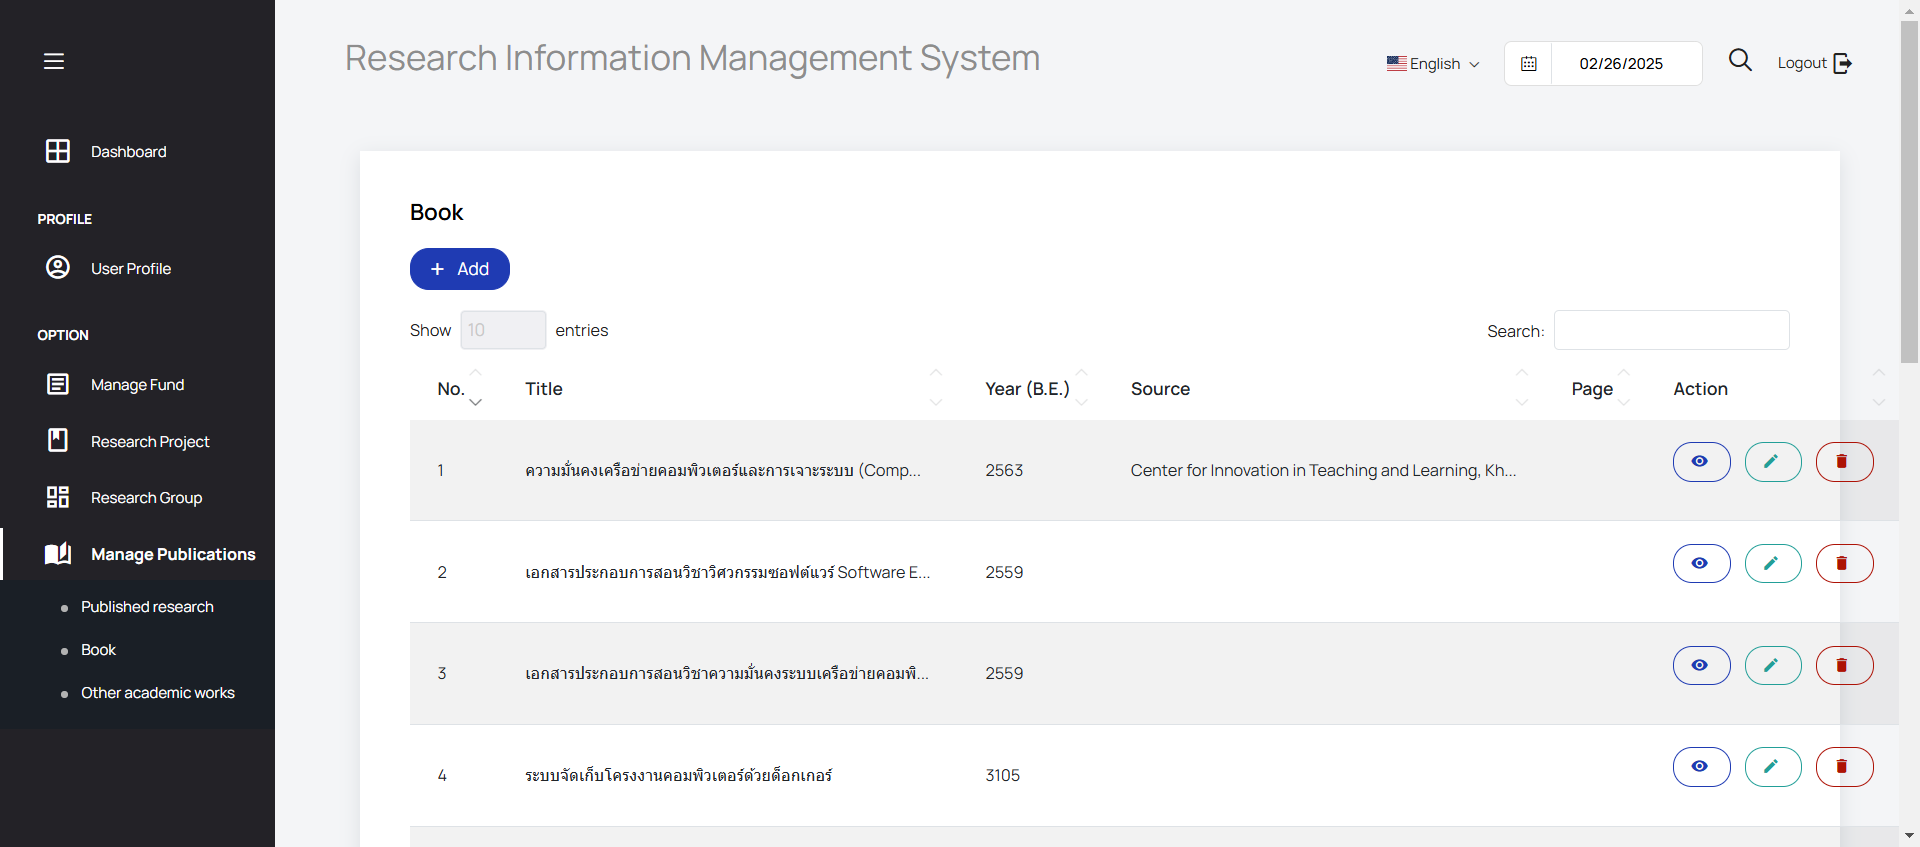 Research Information Management System
English
02/26/2025
Logout
Dashboard
PROFILE
User Profile
OPTION
Manage Fund
Research Project
Research Group
Manage Publications
Published research
Book
Other academic works
Book
+ Add
Show 10 entries
Search:
No. Title Year (B.E.) Source Page Action
1 ความมั่นคงเครือข่ายคอมพิวเตอร์และการเจาะระบบ (Comp... 2563 Center for Innovation in Teaching and Learning, Kh...
2 เอกสารประกอบการสอนวิชาวิศวกรรมซอฟต์แวร์ Software E... 2559
3 เอกสารประกอบการสอนวิชาความมั่นคงระบบเครือข่ายคอมพิ... 2559
4 ระบบจัดเก็บโครงงานคอมพิวเตอร์ด้วยด็อกเกอร์ 3105